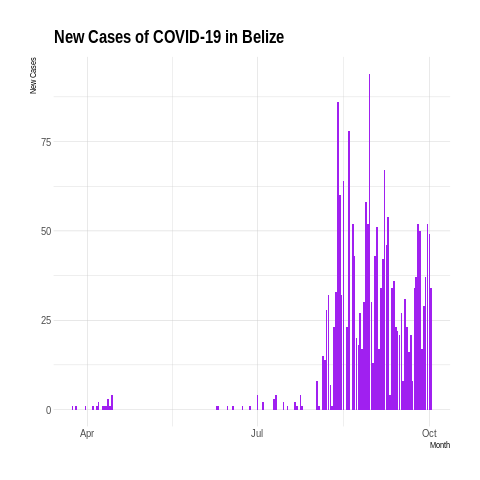 New Cases of COVID-19 in Belize
New Cases
75
50
25
0
Apr Jul Oct
Month